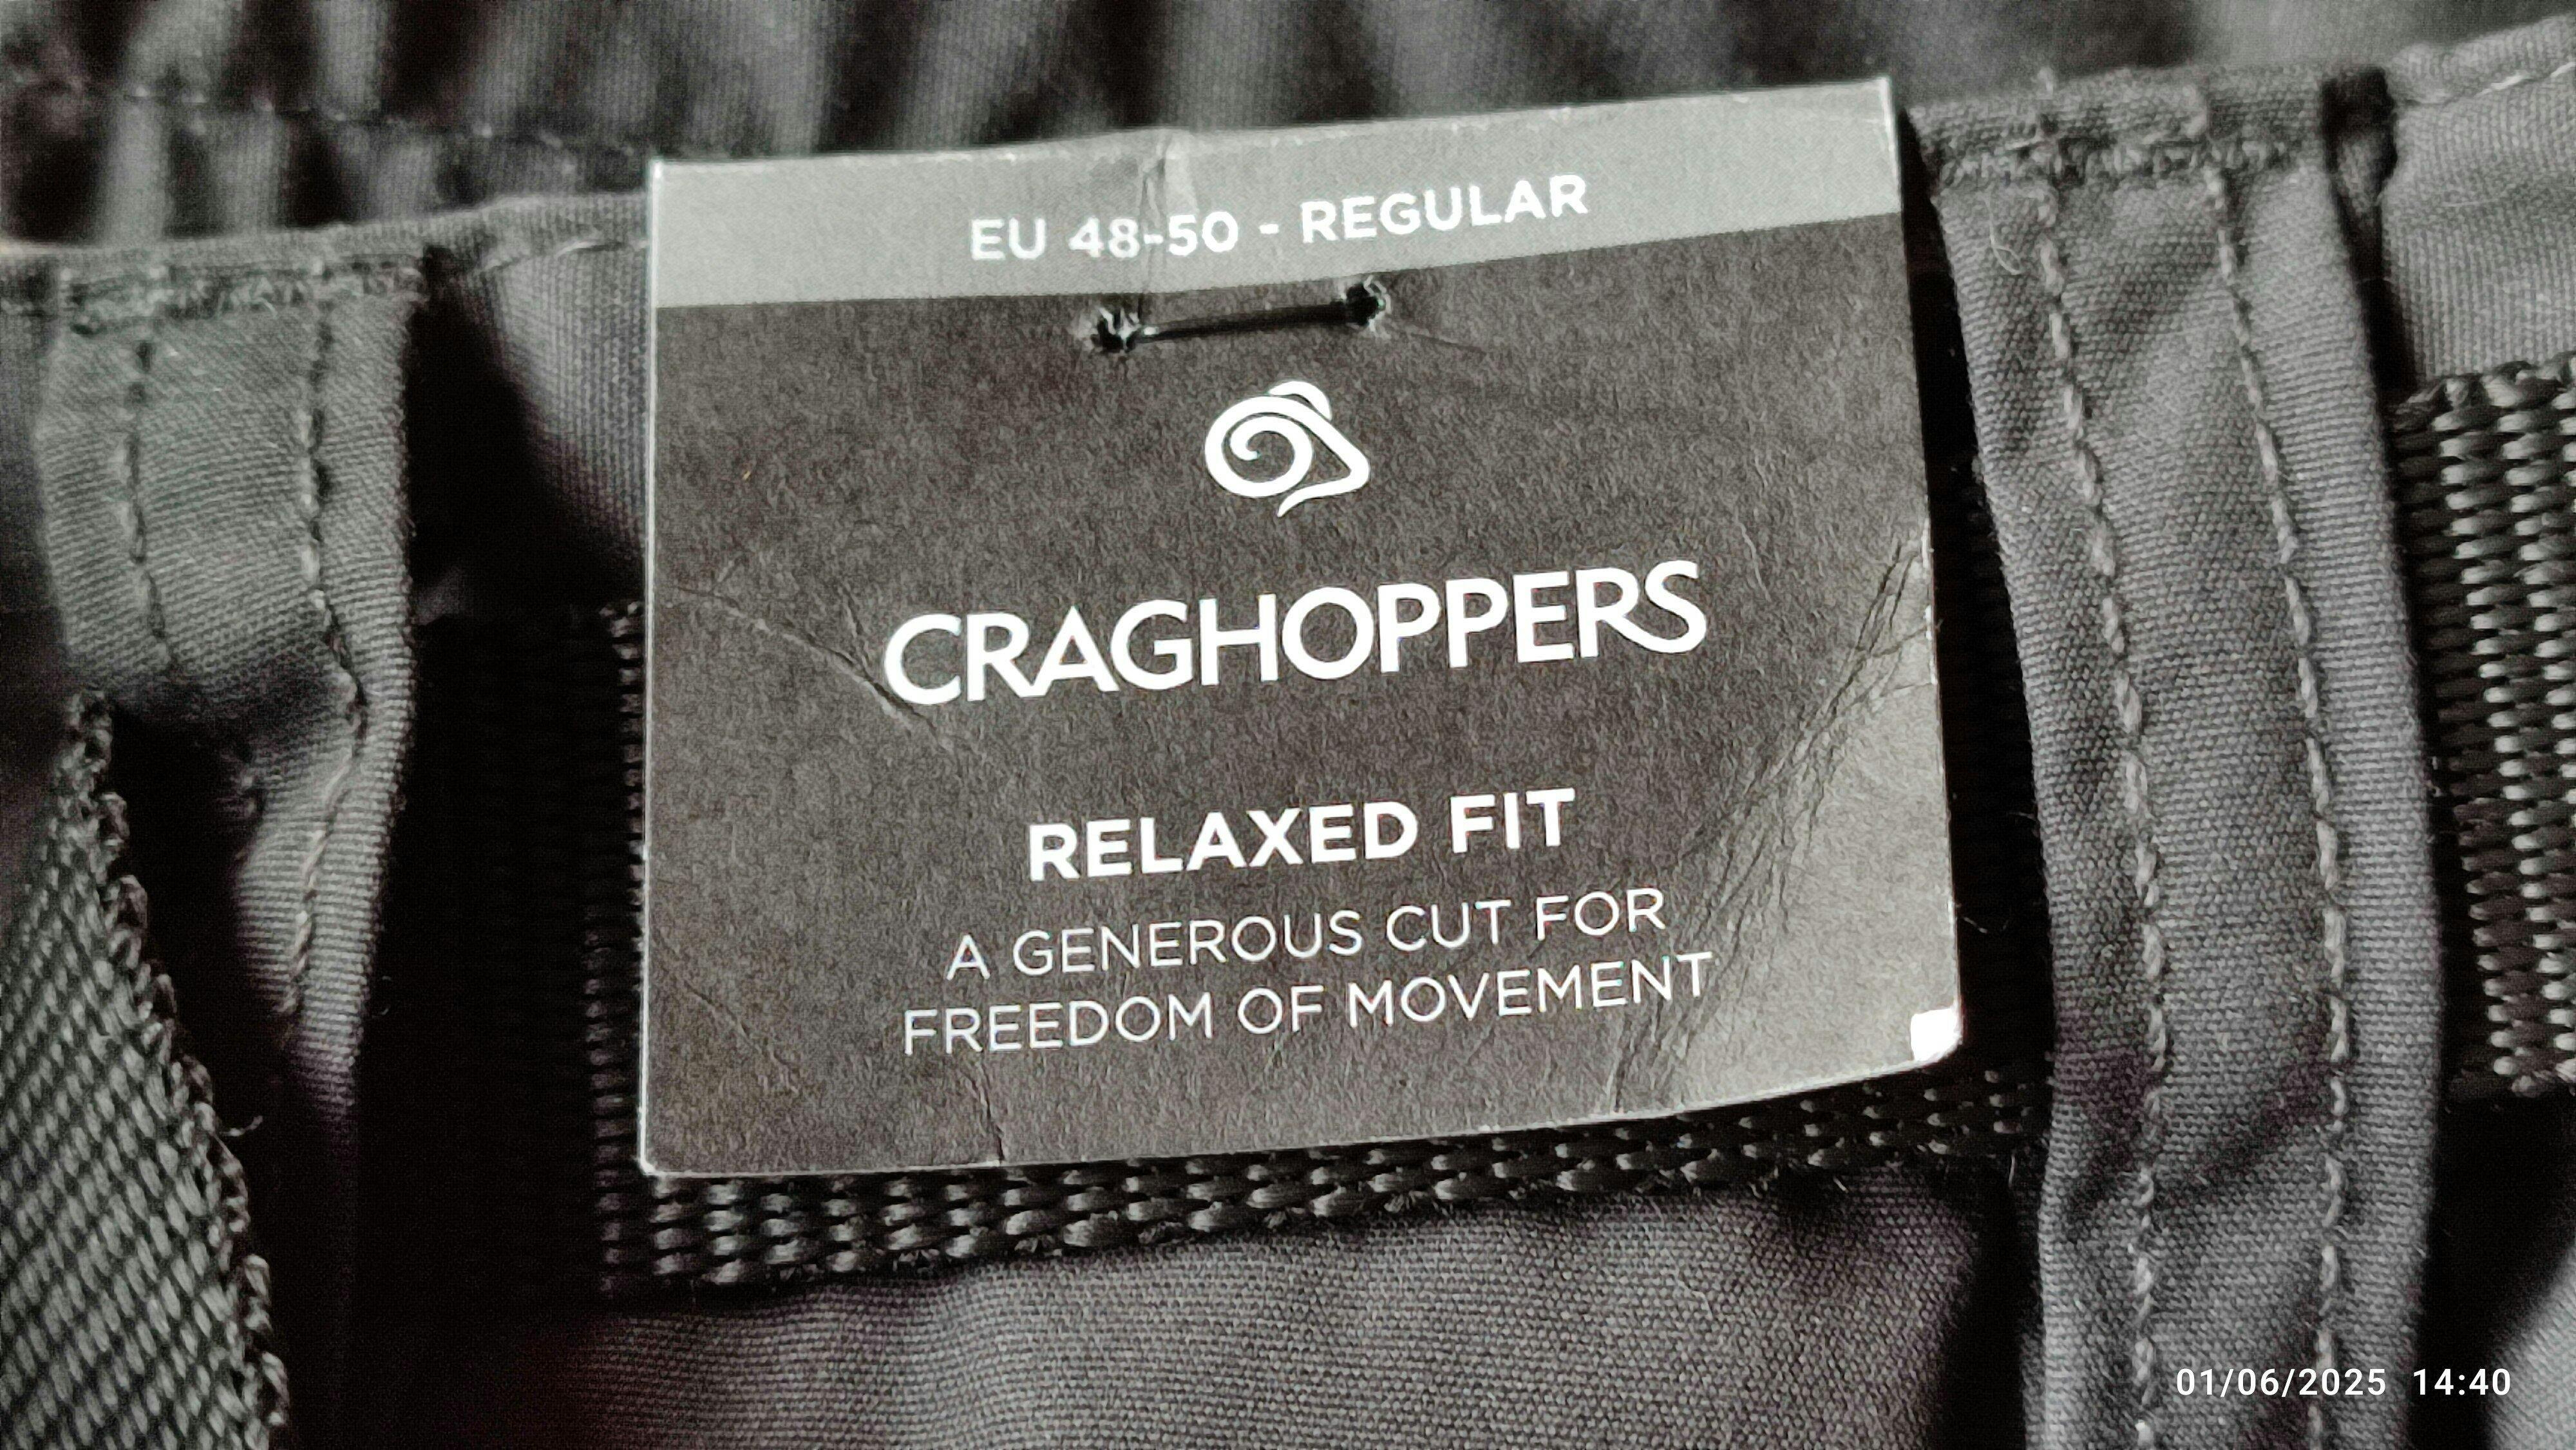 EU 48-50 - REGULAR
CRAGHOPPERS
RELAXED FIT
A GENEROUS CUT FOR
FREEDOM OF MOVEMENT
01/06/2025 14:40